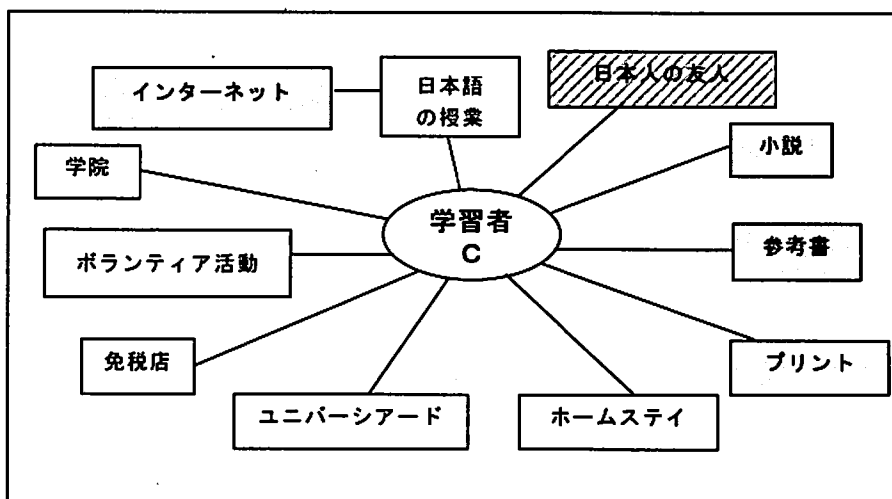 日本人の友人
インターネット
日本語
の授業
小説
学院
学習者
C
参考書
ボランティア活動
免税店
プリント
ユニバーシアード
ホームステイ